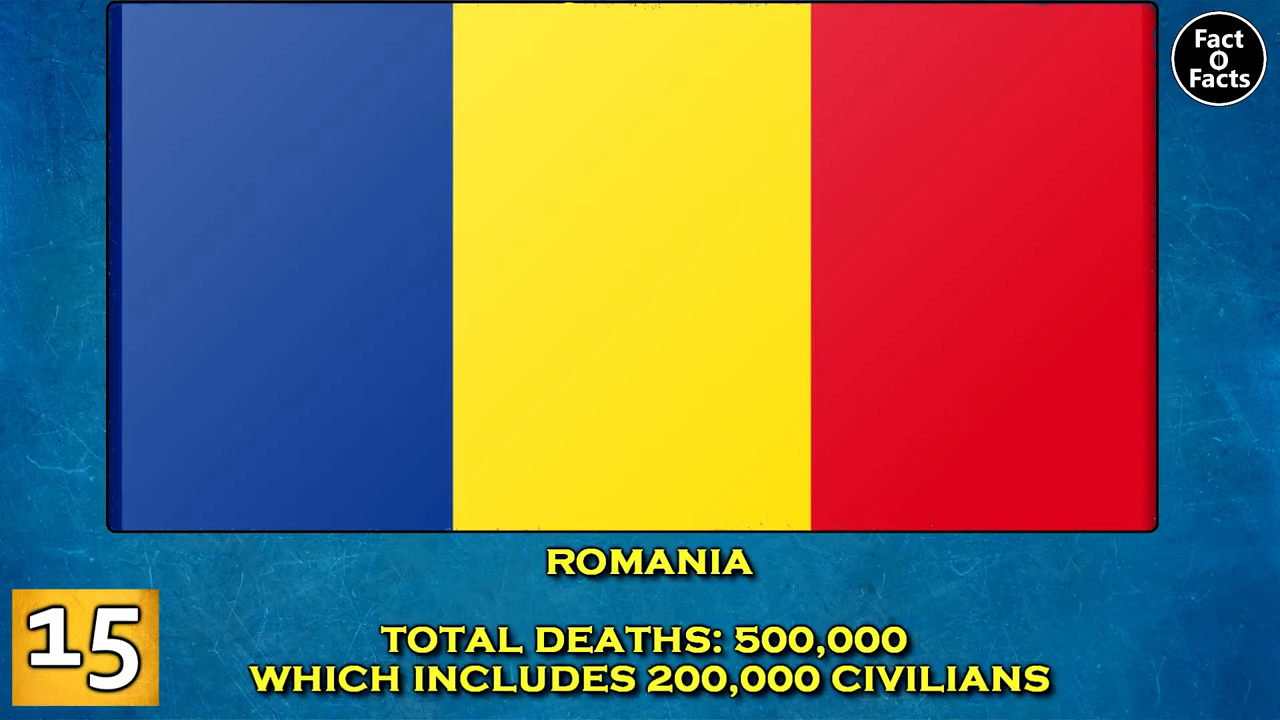 Fact
O
Facts
ROMANIA
15
TOTAL DEATHS: 500,000
WHICH INCLUDES 200,000 CIVILIANS